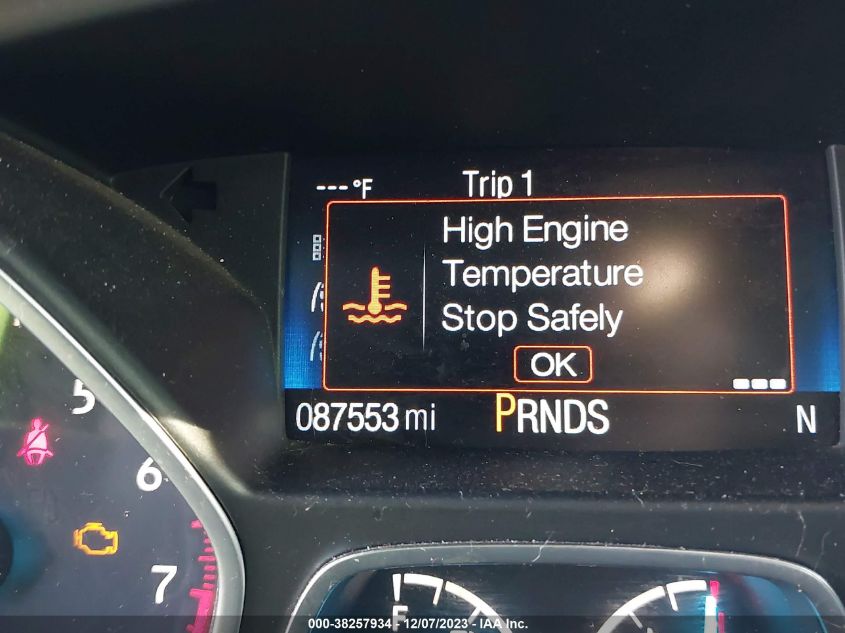 ---°F
Trip 1
High Engine
Temperature
Stop Safely
OK
087553 mi
PRNDS
N
5
6
7
F
000-38257934 - 12/07/2023 - IAA Inc.